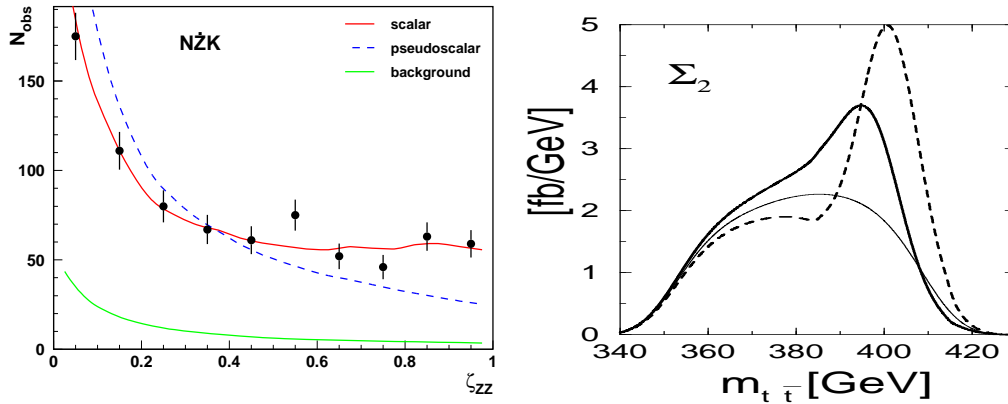 N_obs
NŻK
scalar
pseudoscalar
background
150
100
50
0
0 0.2 0.4 0.6 0.8 1
ζ_ZZ
Σ_2
[fb/GeV]
5
4
3
2
1
0
340 360 380 400 420
m_{t t̄} [GeV]